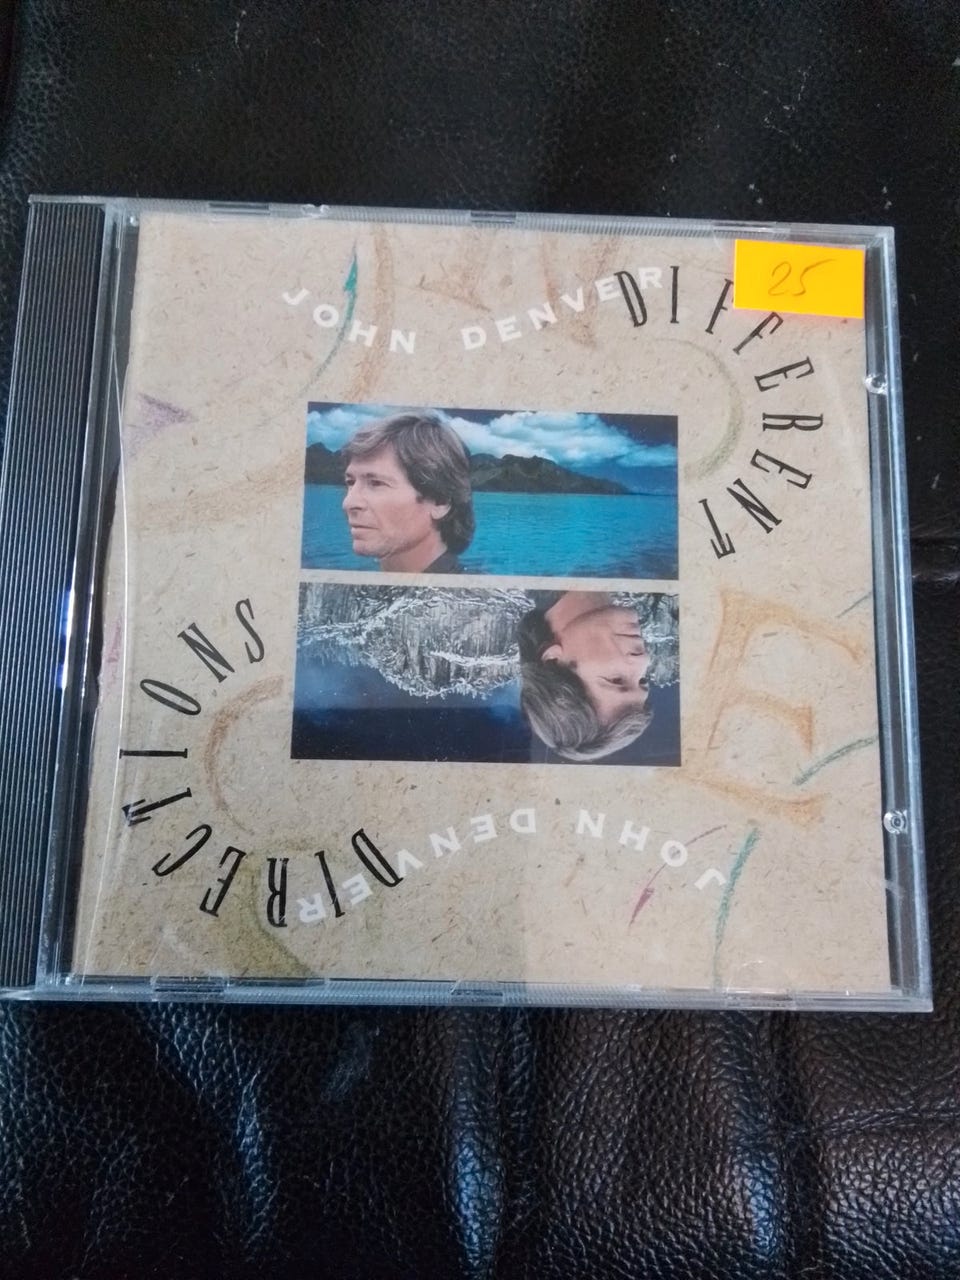 JOHN DENVER
25
DIFFERENT
DIRECTIONS
JOHN DENVER